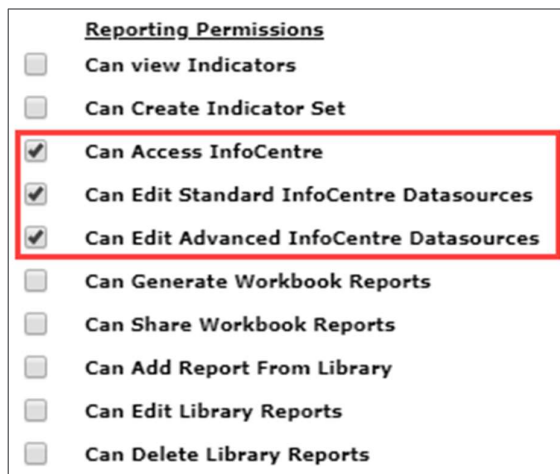 Reporting Permissions
Can view Indicators
Can Create Indicator Set
Can Access InfoCentre
Can Edit Standard InfoCentre Datasources
Can Edit Advanced InfoCentre Datasources
Can Generate Workbook Reports
Can Share Workbook Reports
Can Add Report From Library
Can Edit Library Reports
Can Delete Library Reports